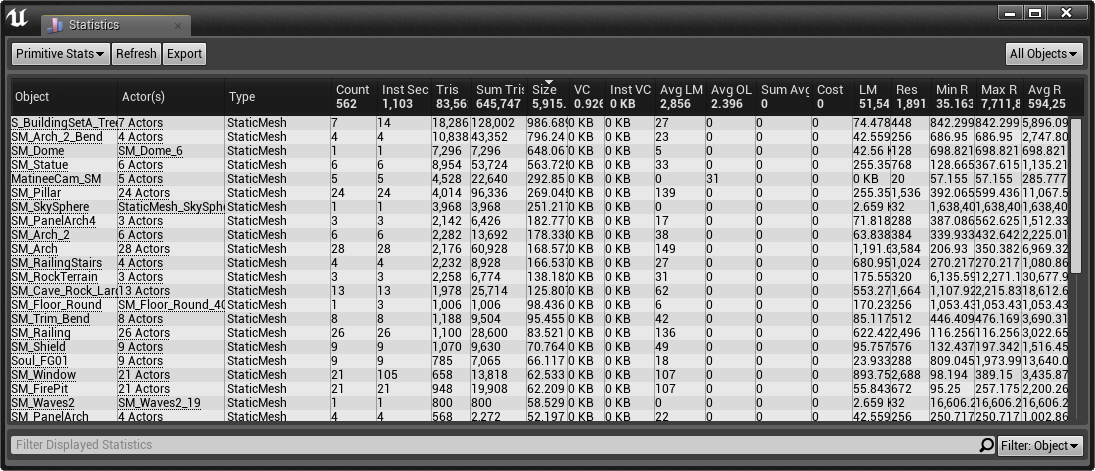 Statistics
Primitive Stats Refresh Export All Objects
Object Actor(s) Type Count Inst Sec Tris Sum Tris Size VC Inst VC Avg LM Avg OL Sum Avg Cost LM Res Min R Max R Avg R
562 1,103 83,56 645,747 5,915. 0.926 0 KB 2,856 2.396 0 0 51,54 1,891 35.163 7,711,8 594,25
S_BuildingSetA_Tree 7 Actors StaticMesh 7 14 18,286 128,002 986.689 0 KB 0 KB 27 0 0 0 74.478 448 842.299 842.299 5,896.09
SM_Arch_2_Bend 4 Actors StaticMesh 4 4 10,838 43,352 796.24 0 KB 0 KB 23 0 0 0 42.559 256 686.95 686.95 2,747.80
SM_Dome SM_Dome_6 StaticMesh 1 1 7,296 7,296 648.067 0 KB 0 KB 5 0 0 0 42.56 K 128 698.821 698.821 698.821
SM_Statue 6 Actors StaticMesh 6 6 8,954 53,724 563.729 0 KB 0 KB 33 0 0 0 255.35 768 128.665 367.615 1,135.21
MatineeCam_SM 5 Actors StaticMesh 5 5 4,528 22,640 292.85 0 KB 0 KB 0 31 0 0 0 KB 20 57.155 57.155 285.777
SM_Pillar 24 Actors StaticMesh 24 24 4,014 96,336 269.045 0 KB 0 KB 139 0 0 0 255.35 1,536 392.065 599.436 11,067.5
SM_SkySphere StaticMesh_SkySph StaticMesh 1 1 3,968 3,968 251.217 0 KB 0 KB 0 0 0 0 2.659 K 32 1,638,40 1,638,40 1,638,40
SM_PanelArch4 3 Actors StaticMesh 3 3 2,142 6,426 182.777 0 KB 0 KB 17 0 0 0 71.818 288 387.086 562.625 1,512.33
SM_Arch_2 6 Actors StaticMesh 6 6 2,282 13,692 178.338 0 KB 0 KB 38 0 0 0 63.838 384 339.933 432.642 2,225.01
SM_Arch 28 Actors StaticMesh 28 28 2,176 60,928 168.572 0 KB 0 KB 149 0 0 0 1,191.6 3,584 206.93 350.382 6,969.32
SM_RailingStairs 4 Actors StaticMesh 4 4 2,232 8,928 166.537 0 KB 0 KB 27 0 0 0 680.95 1,024 270.217 270.217 1,080.86
SM_RockTerrain 3 Actors StaticMesh 3 3 2,258 6,774 138.182 0 KB 0 KB 31 0 0 0 175.55 320 6,135.59 12,271.1 30,677.9
SM_Cave_Rock_Larg 13 Actors StaticMesh 13 13 1,978 25,714 125.807 0 KB 0 KB 62 0 0 0 553.27 1,664 1,107.92 2,215.83 18,612.6
SM_Floor_Round SM_Floor_Round_40 StaticMesh 1 3 1,006 1,006 98.436 0 KB 0 KB 6 0 0 0 170.23 256 1,053.43 1,053.43 1,053.43
SM_Trim_Bend 8 Actors StaticMesh 8 8 1,188 9,504 95.455 0 KB 0 KB 42 0 0 0 85.117 512 446.409 476.169 3,690.31
SM_Railing 26 Actors StaticMesh 26 26 1,100 28,600 83.521 0 KB 0 KB 136 0 0 0 622.42 2,496 116.256 116.256 3,022.65
SM_Shield 9 Actors StaticMesh 9 9 1,070 9,630 70.764 0 KB 0 KB 49 0 0 0 95.757 576 132.437 197.342 1,516.45
Soul_FG01 9 Actors StaticMesh 9 9 785 7,065 66.117 0 KB 0 KB 18 0 0 0 23.933 288 809.045 1,973.99 13,640.0
SM_Window 21 Actors StaticMesh 21 105 658 13,818 62.533 0 KB 0 KB 107 0 0 0 893.75 2,688 98.194 389.15 3,435.87
SM_FirePit 21 Actors StaticMesh 21 21 948 19,908 62.209 0 KB 0 KB 107 0 0 0 55.843 672 95.25 257.175 2,200.26
SM_Waves2 SM_Waves2_19 StaticMesh 1 1 800 800 58.529 0 KB 0 KB 0 0 0 0 2.659 K 32 16,606.2 16,606.2 16,606.2
SM_PanelArch 4 Actors StaticMesh 4 4 568 2,272 52.197 0 KB 0 KB 22 0 0 0 42.559 256 250.717 250.717 1,002.86
Filter Displayed Statistics Filter: Object